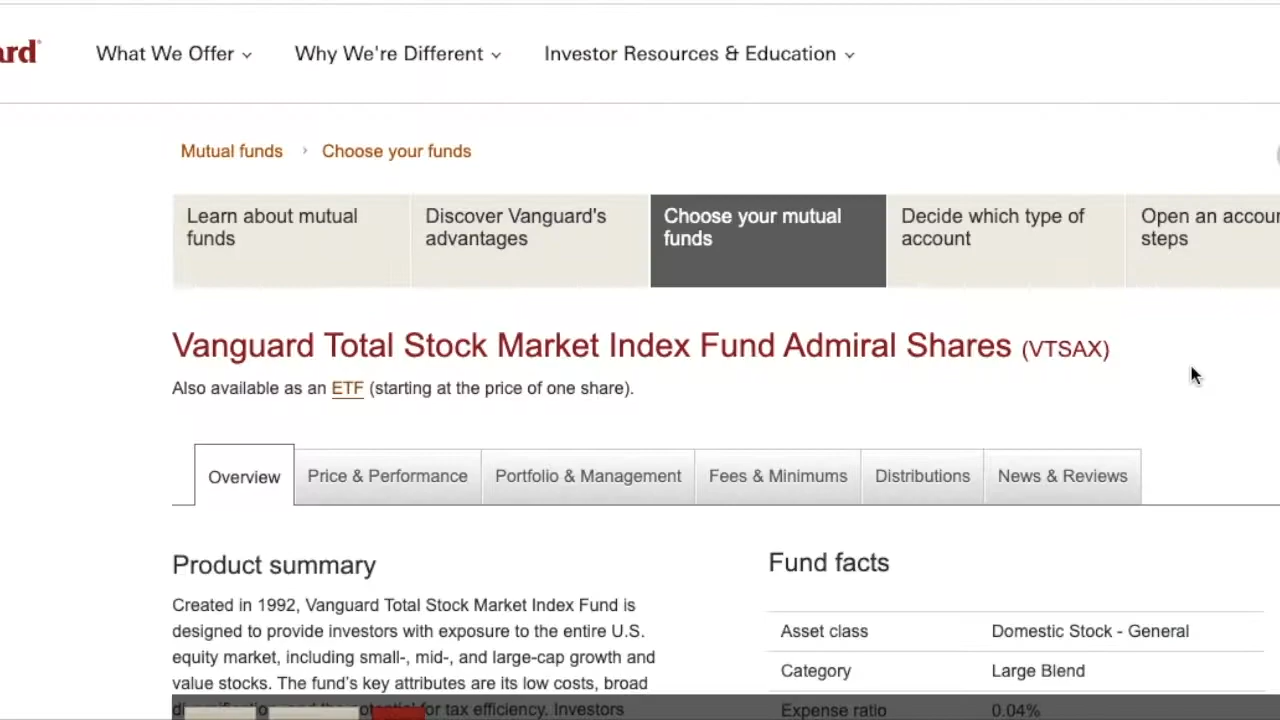 ard
What We Offer
Why We're Different
Investor Resources & Education
Mutual funds › Choose your funds
Learn about mutual
funds
Discover Vanguard's
advantages
Choose your mutual
funds
Decide which type of
account
Open an accour
steps
Vanguard Total Stock Market Index Fund Admiral Shares (VTSAX)
Also available as an ETF (starting at the price of one share).
Overview
Price & Performance
Portfolio & Management
Fees & Minimums
Distributions
News & Reviews
Product summary
Created in 1992, Vanguard Total Stock Market Index Fund is
designed to provide investors with exposure to the entire U.S.
equity market, including small-, mid-, and large-cap growth and
value stocks. The fund's key attributes are its low costs, broad
for tax efficiency. Investors
Fund facts
Asset class Domestic Stock - General
Category Large Blend
Expense ratio 0.04%